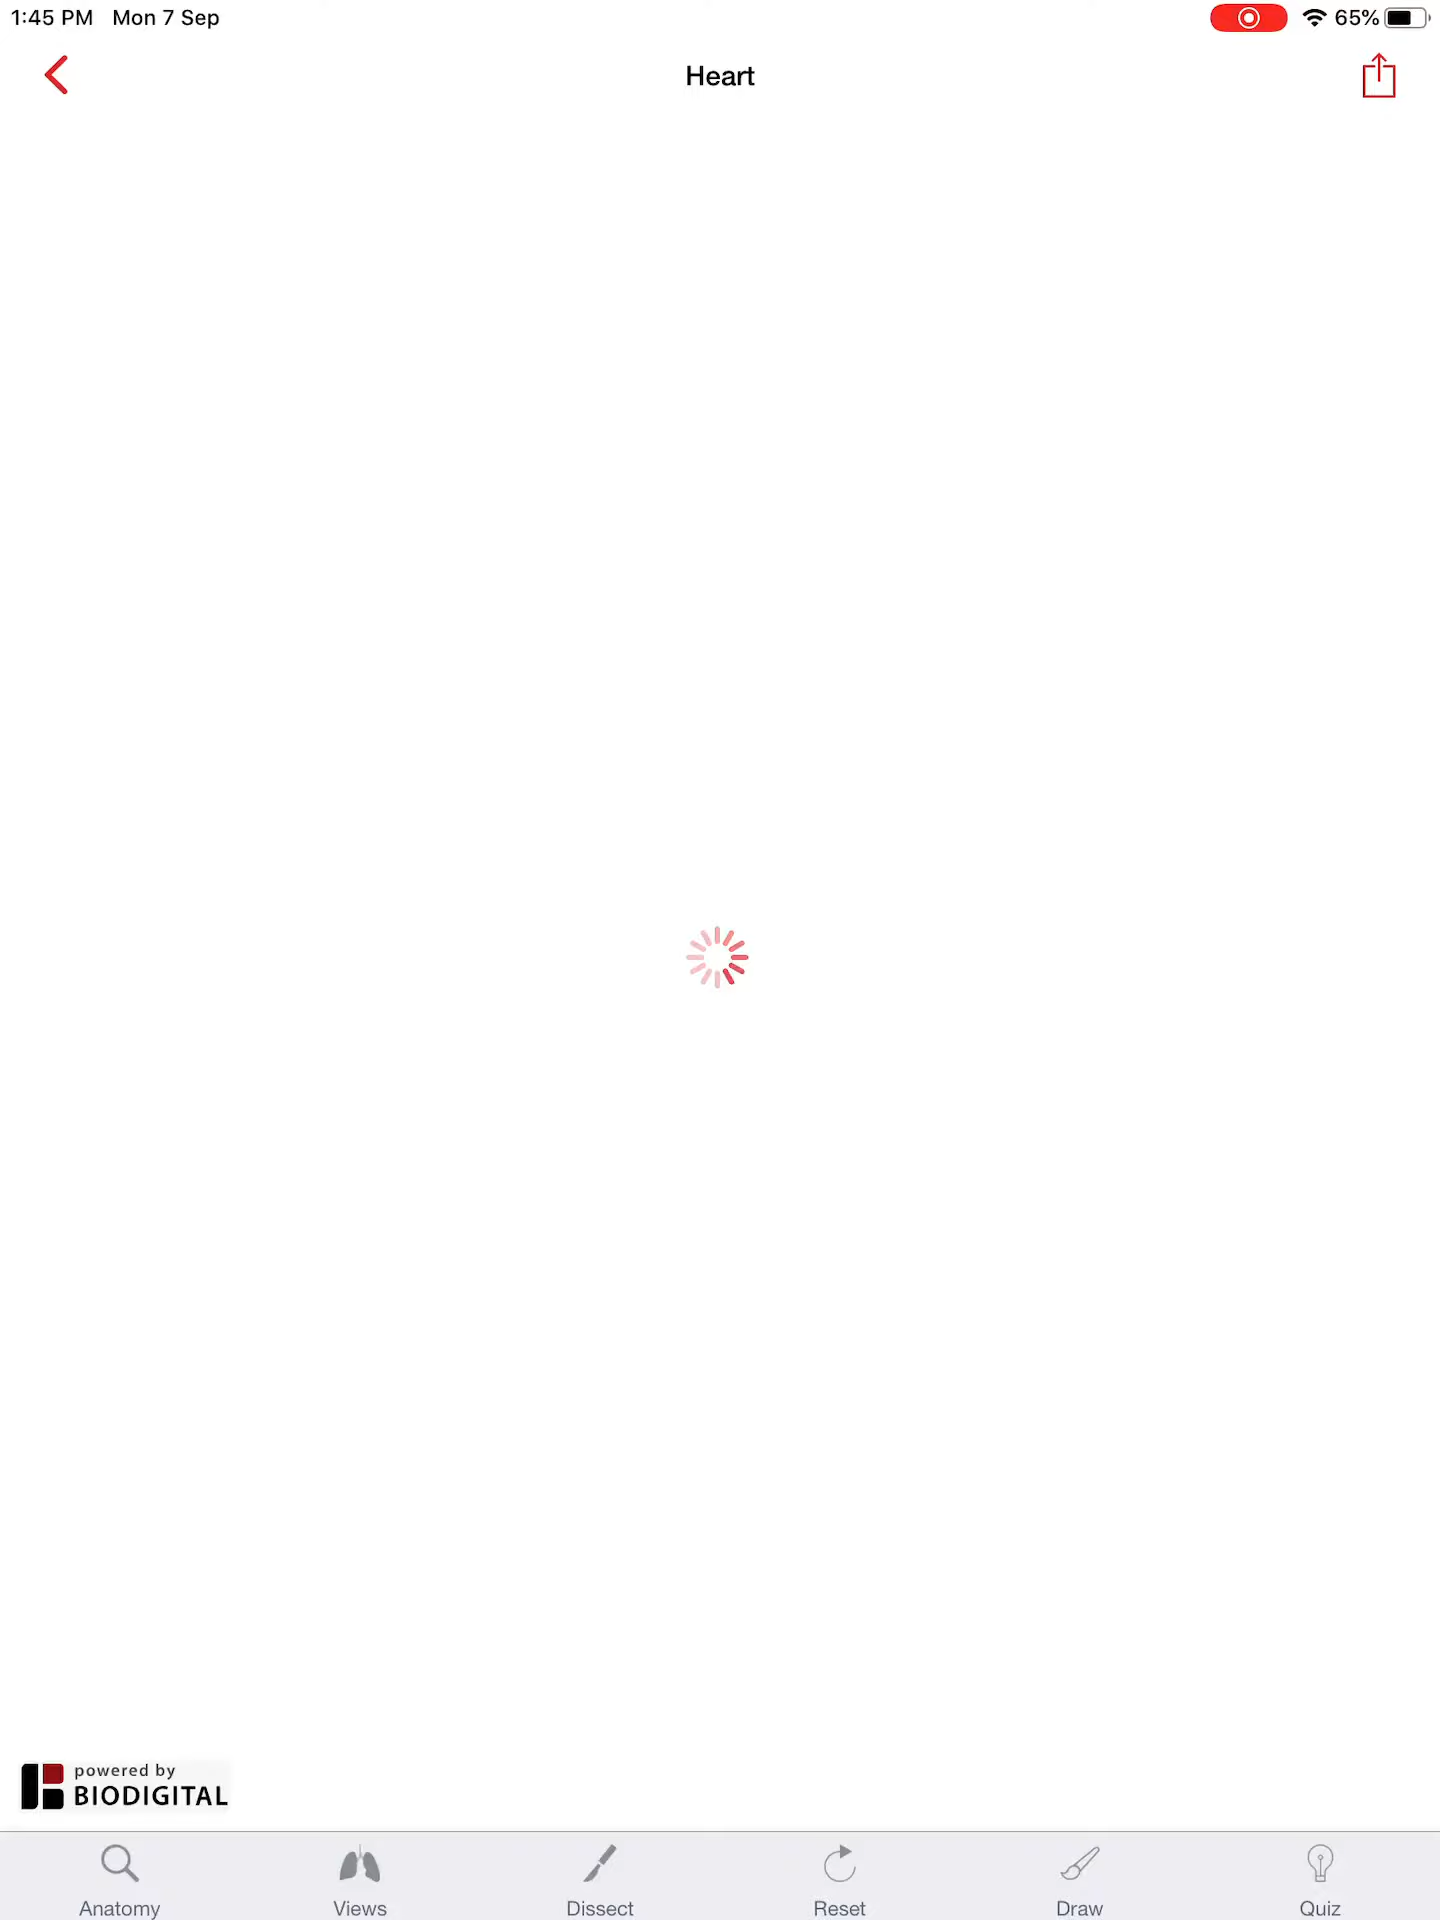 1:45 PM Mon 7 Sep 65%
Heart
powered by
BIODIGITAL
Anatomy Views Dissect Reset Draw Quiz